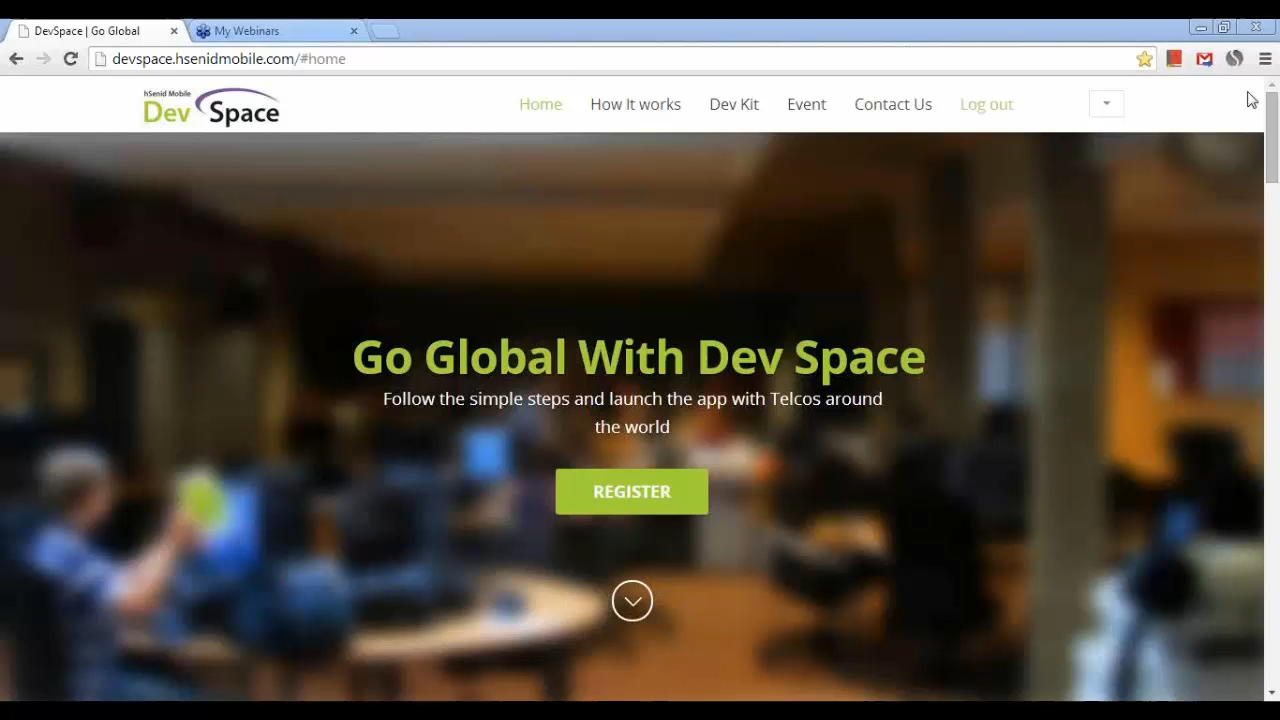 DevSpace | Go Global
My Webinars
devspace.hsenidmobile.com/#home
hSenid Mobile
Dev Space
Home
How It works
Dev Kit
Event
Contact Us
Log out
Go Global With Dev Space
Follow the simple steps and launch the app with Telcos around
the world
REGISTER